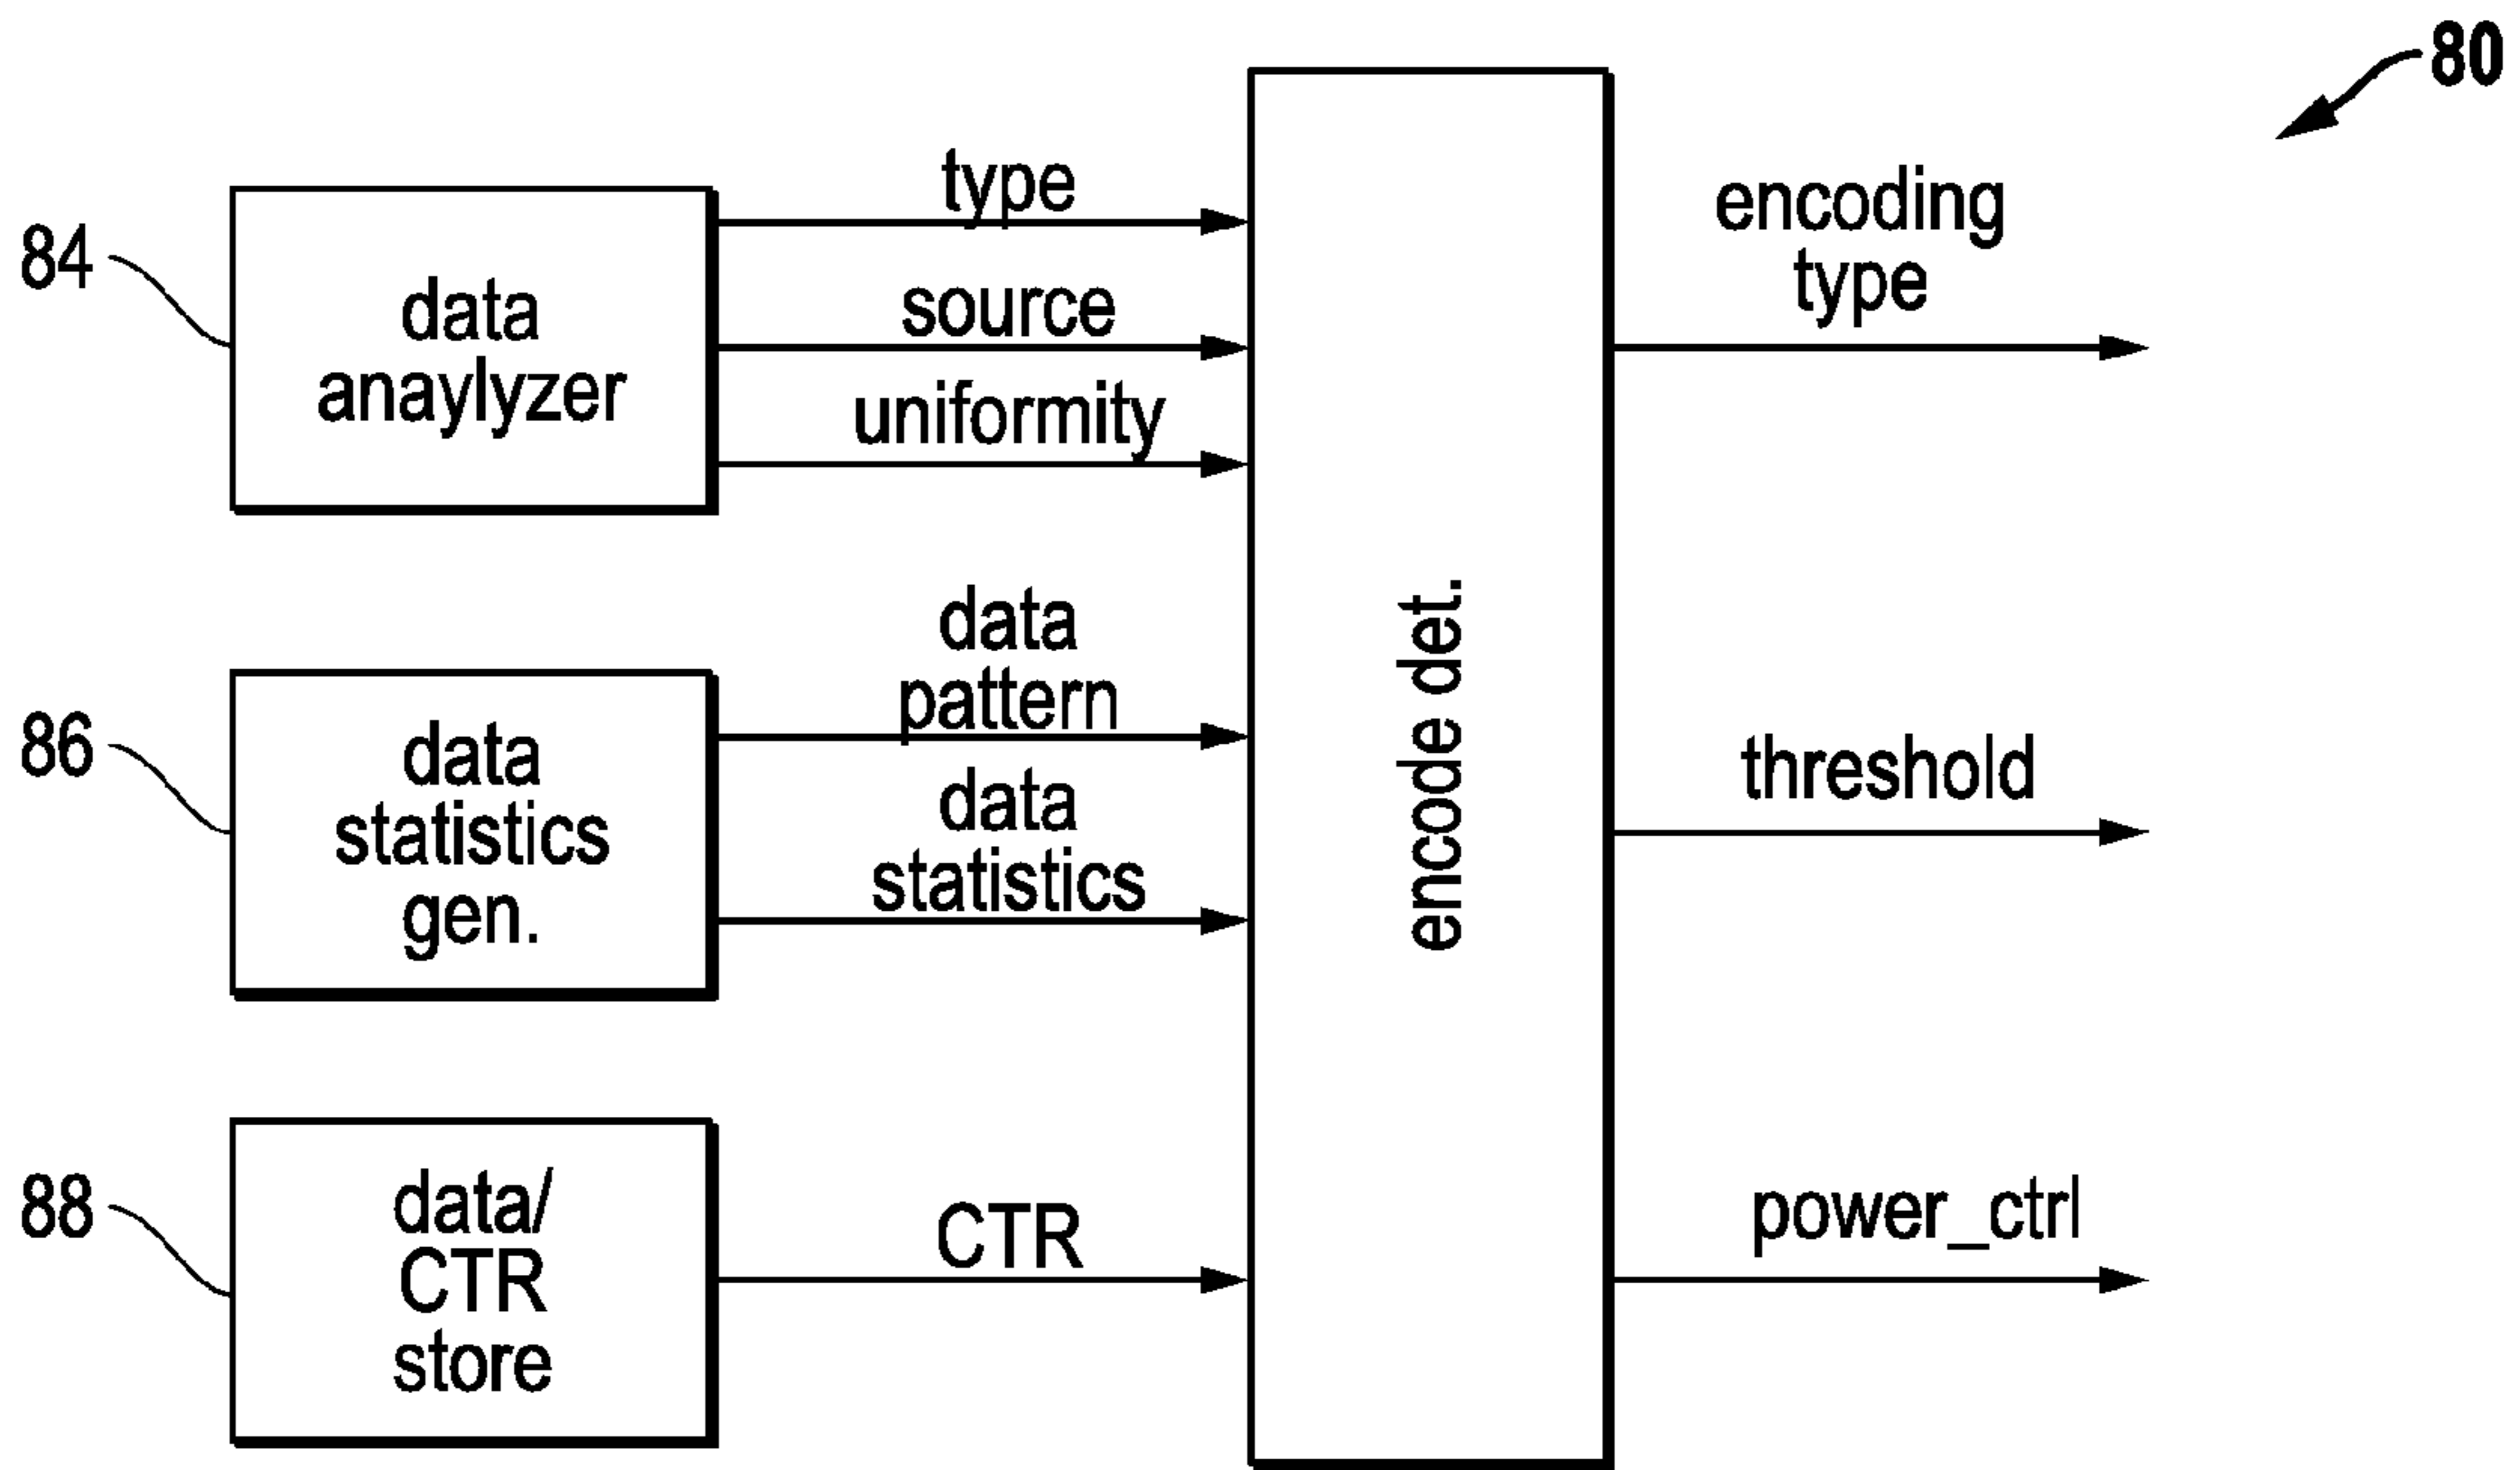 80
type
84
data
anaylyzer
source
uniformity
encoding
type
86
data
statistics
gen.
data
pattern
data
statistics
encode det.
threshold
88
data/
CTR
store
CTR
power_ctrl